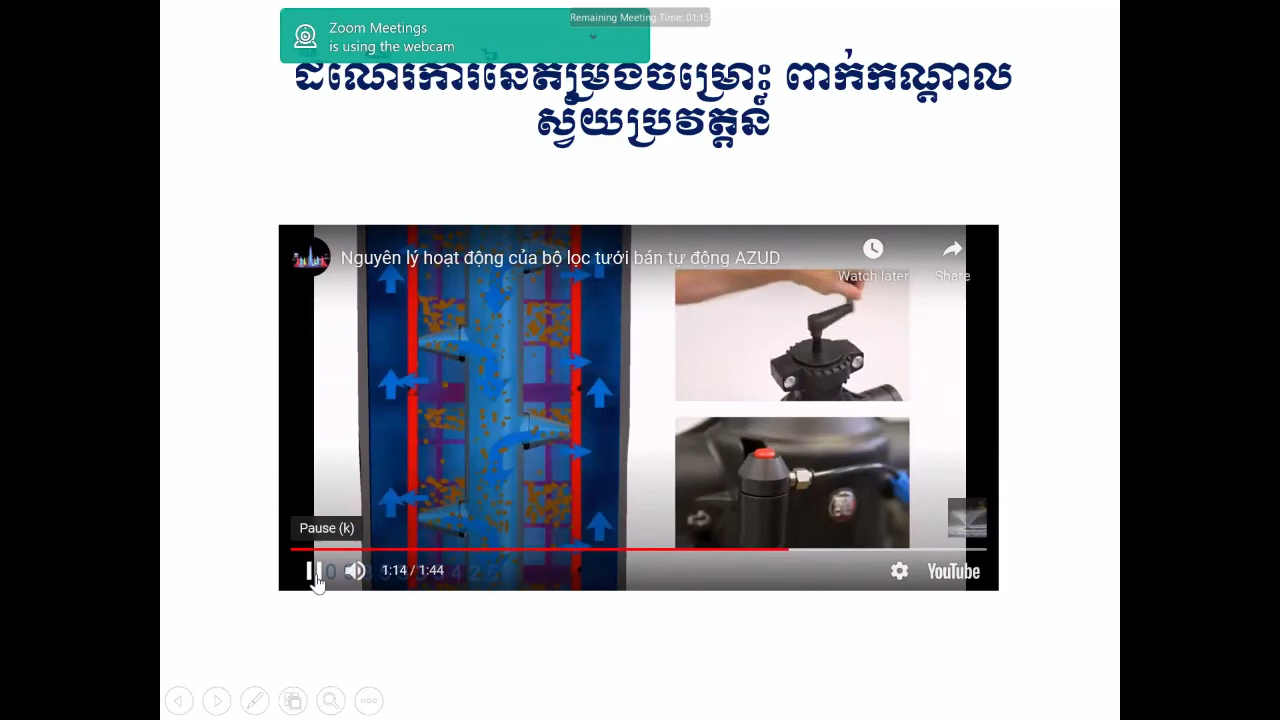 Zoom Meetings
is using the webcam
Remaining Meeting Time: 01:15
ដំណើរការនៃតម្រងចម្រោះ ពាក់កណ្តាល
ស្វ័យប្រវត្តន៍
Nguyên lý hoạt động của bộ lọc tưới bán tự động AZUD
Watch later
Share
Pause (k)
1:14 / 1:44
YouTube